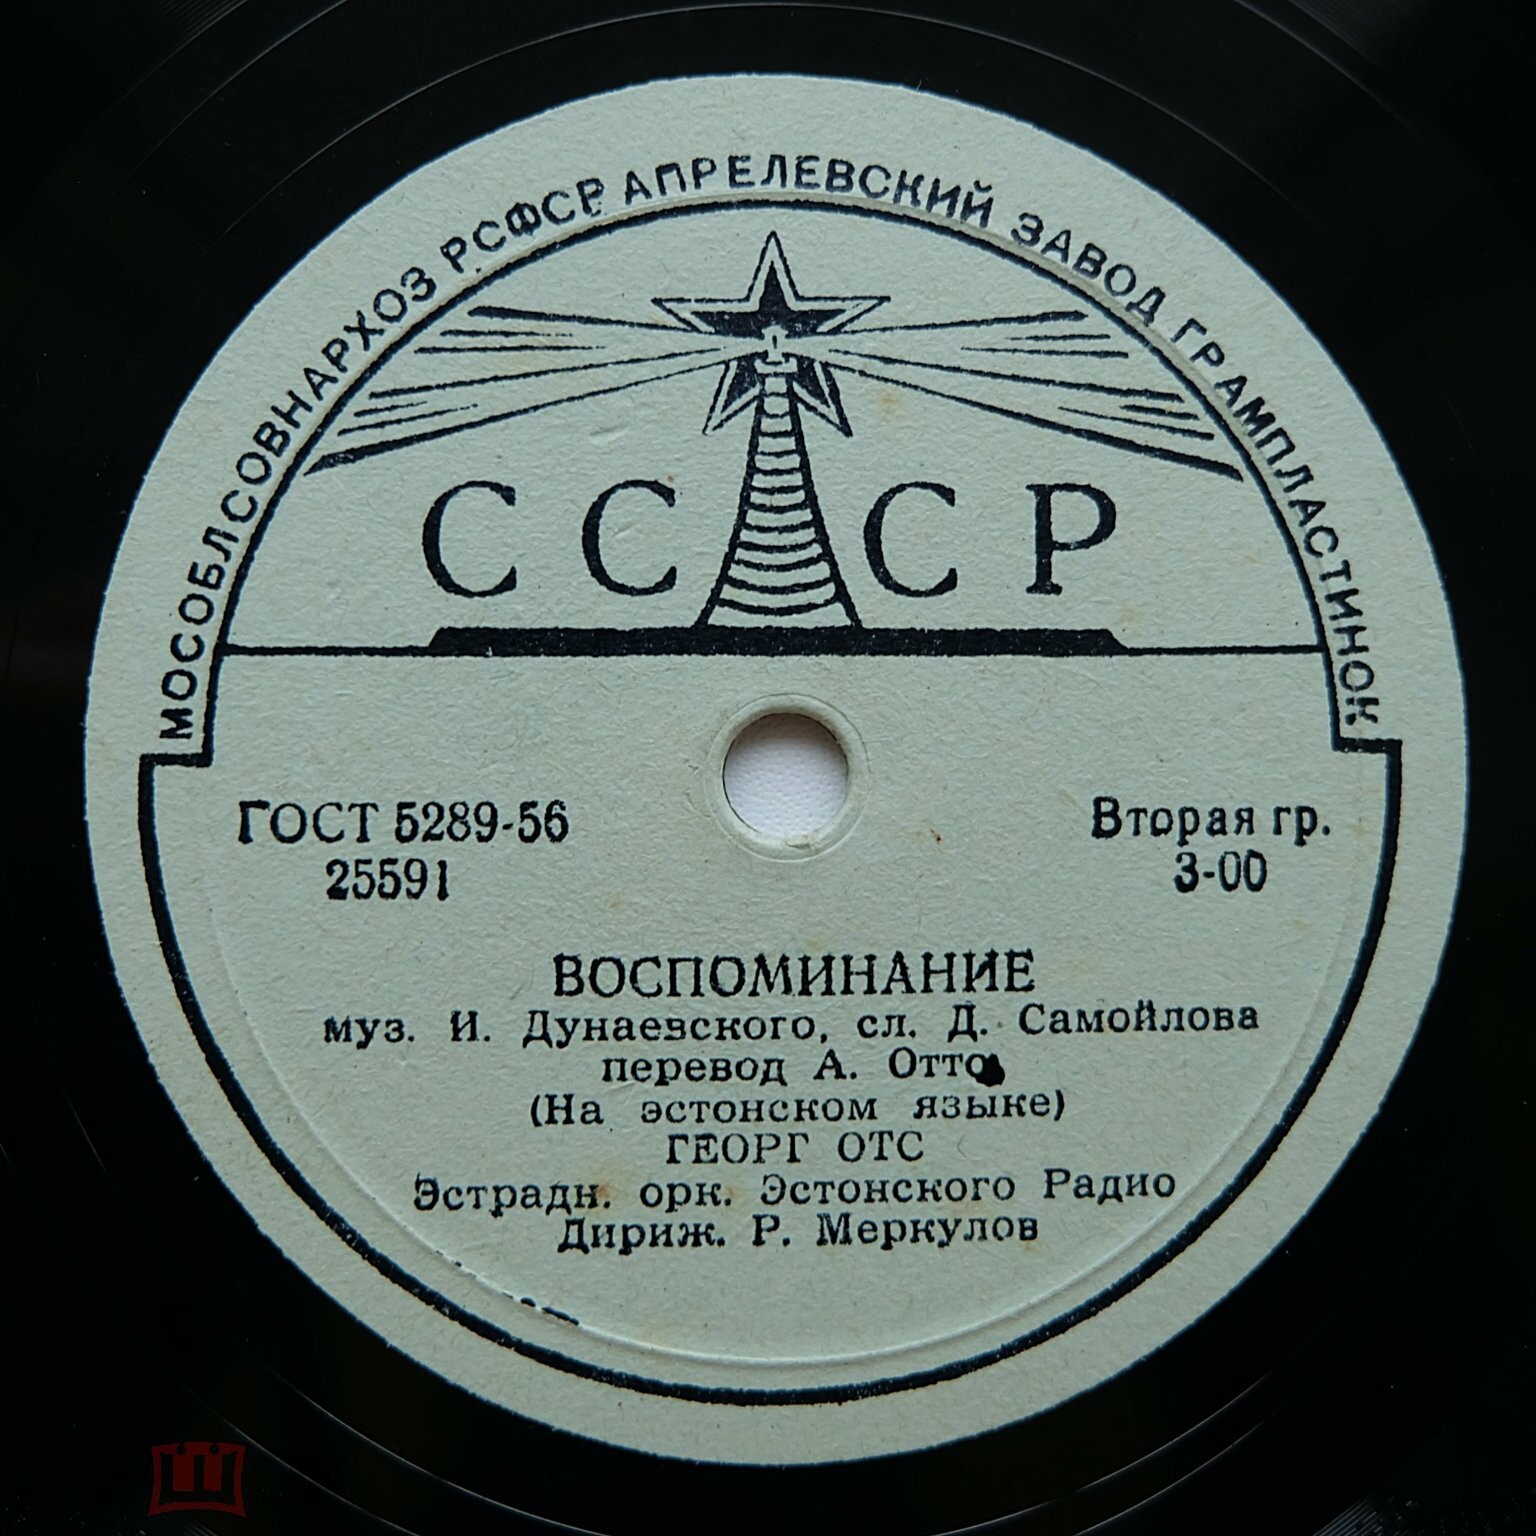 МОСОБЛСОВНАРХОЗ РСФСР АПРЕЛЕВСКИЙ ЗАВОД ГРАМПЛАСТИНОК
СССР
ГОСТ 5289-56
25591
Вторая гр.
3-00
ВОСПОМИНАНИЕ
муз. И. Дунаевского, сл. Д. Самойлова
перевод А. Отто
(На эстонском языке)
ГЕОРГ ОТС
Эстрадн. орк. Эстонского Радио
Дириж. Р. Меркулов